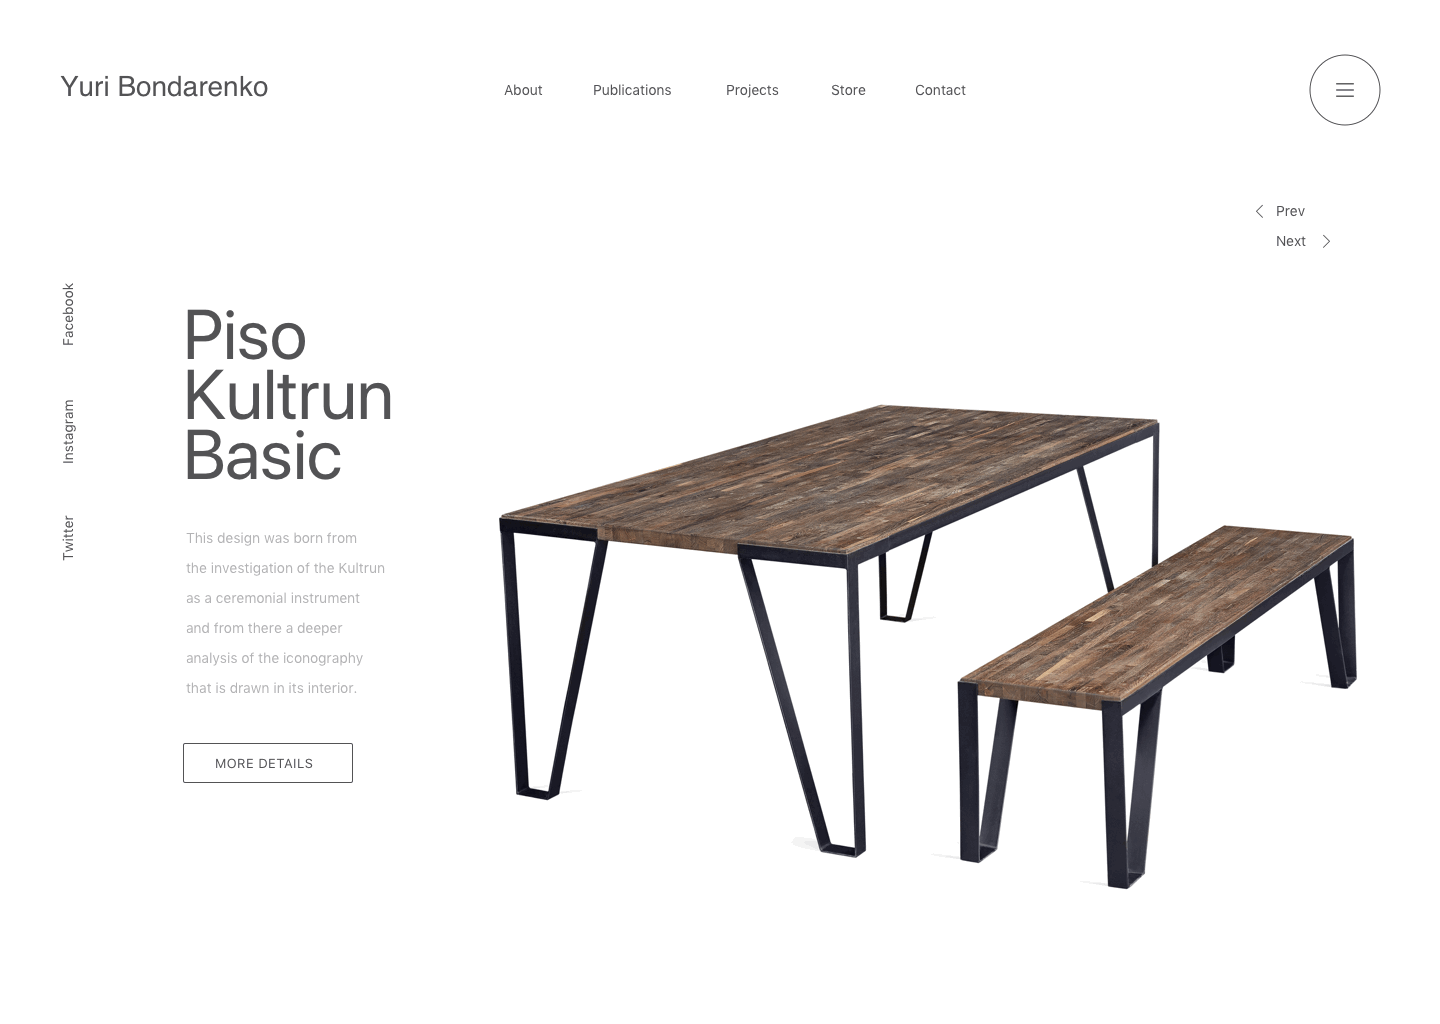 Yuri Bondarenko
About
Publications
Projects
Store
Contact
Prev
Next
Facebook
Instagram
Twitter
Piso
Kultrun
Basic
This design was born from
the investigation of the Kultrun
as a ceremonial instrument
and from there a deeper
analysis of the iconography
that is drawn in its interior.
MORE DETAILS